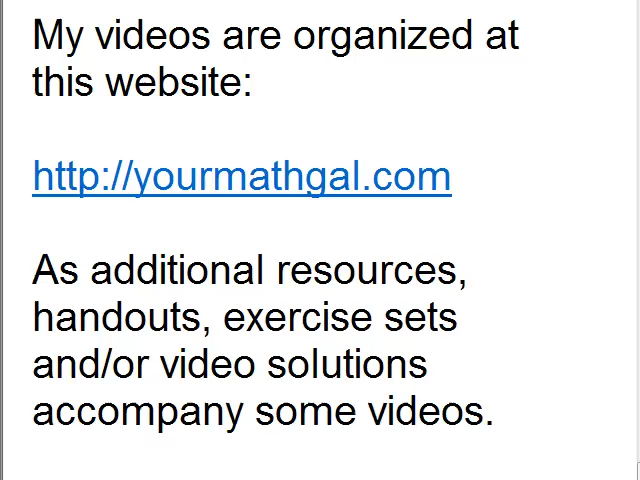 My videos are organized at
this website:
http://yourmathgal.com
As additional resources,
handouts, exercise sets
and/or video solutions
accompany some videos.